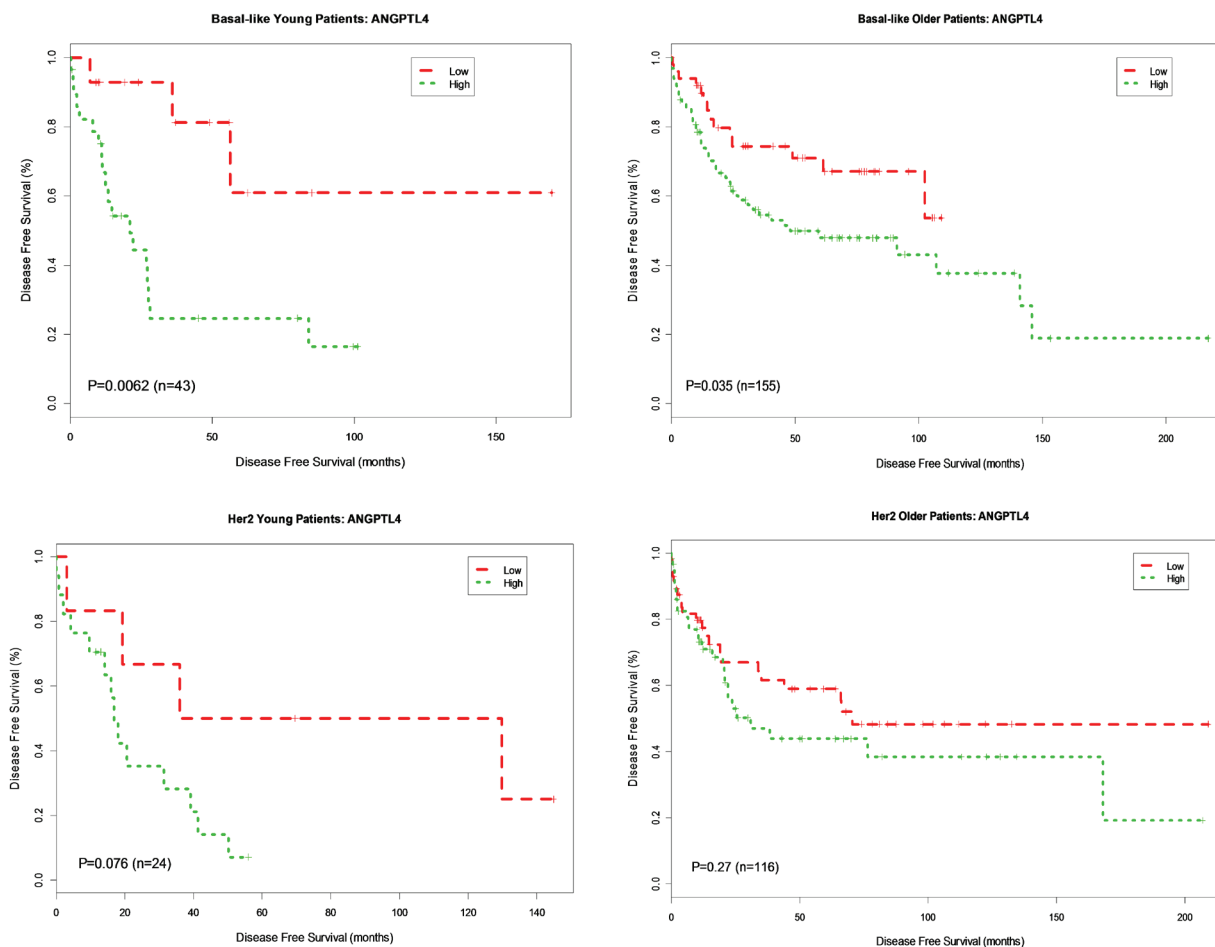 Basal-like Young Patients: ANGPTL4
Disease Free Survival (%)
1.0
0.8
0.6
0.4
0.2
0.0
Low
High
P=0.0062 (n=43)
0
50
100
150
Disease Free Survival (months)
Basal-like Older Patients: ANGPTL4
Disease Free Survival (%)
1.0
0.8
0.6
0.4
0.2
0.0
Low
High
P=0.035 (n=155)
0
50
100
150
200
Disease Free Survival (months)
Her2 Young Patients: ANGPTL4
Disease Free Survival (%)
1.0
0.8
0.6
0.4
0.2
0.0
Low
High
P=0.076 (n=24)
0
20
40
60
80
100
120
140
Disease Free Survival (months)
Her2 Older Patients: ANGPTL4
Disease Free Survival (%)
1.0
0.8
0.6
0.4
0.2
0.0
Low
High
P=0.27 (n=116)
0
50
100
150
200
Disease Free Survival (months)